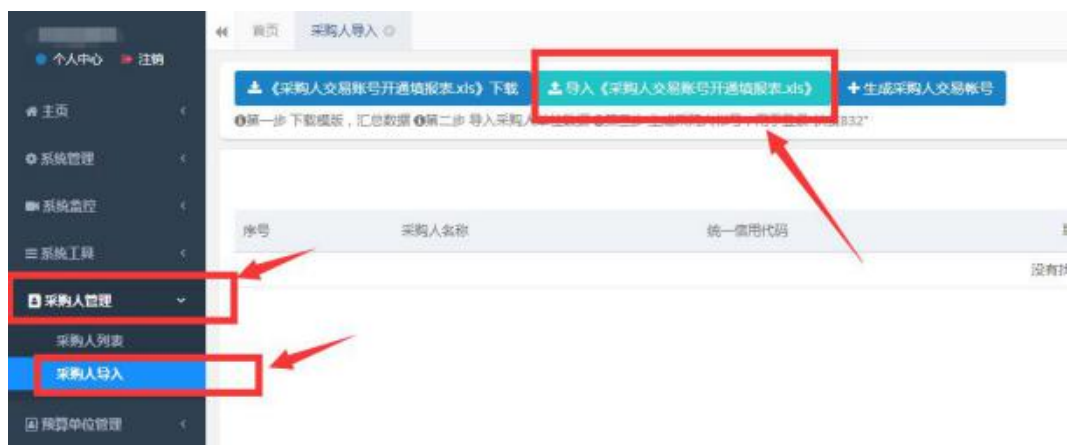 个人中心 注销
主页
系统管理
系统监控
系统工具
采购人管理
采购人列表
采购人导入
预算单位管理
首页 采购人导入
《采购人交易账号开通填报表.xls》下载 导入《采购人交易账号开通填报表.xls》 +生成采购人交易帐号
第一步 下载模版，汇总数据 第二步 导入采购人
832"
序号 采购人名称 统一信用代码
没有找